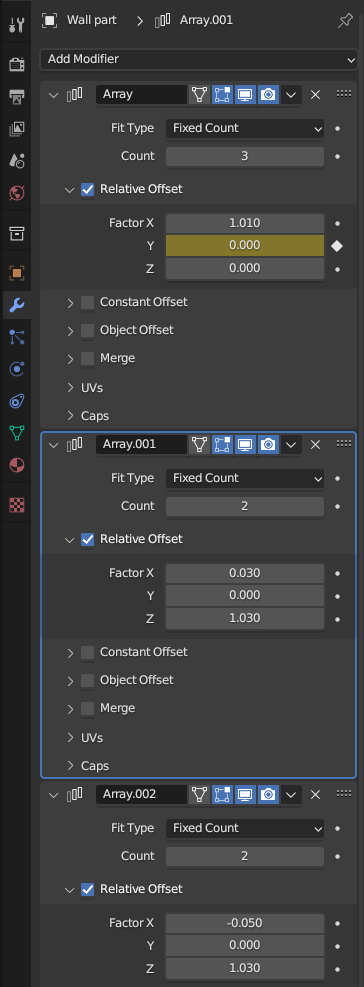 Wall part > Array.001
Add Modifier
Array
Fit Type Fixed Count
Count 3
Relative Offset
Factor X 1.010
Y 0.000
Z 0.000
Constant Offset
Object Offset
Merge
UVs
Caps
Array.001
Fit Type Fixed Count
Count 2
Relative Offset
Factor X 0.030
Y 0.000
Z 1.030
Constant Offset
Object Offset
Merge
UVs
Caps
Array.002
Fit Type Fixed Count
Count 2
Relative Offset
Factor X -0.050
Y 0.000
Z 1.030